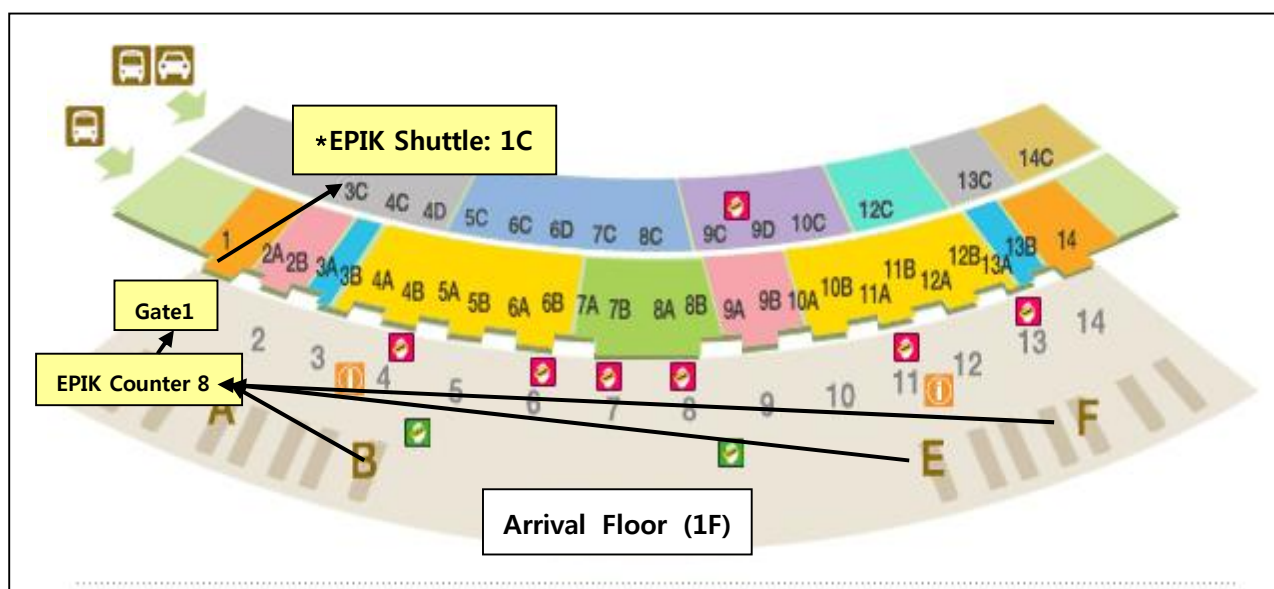 *EPIK Shuttle: 1C
3C 4C 4D 5C 6C 6D 7C 8C 9C 9D 10C 12C 13C 14C
1 2A 2B 3A 3B 4A 4B 5A 5B 6A 6B 7A 7B 8A 8B 9A 9B 10A 10B 11A 11B 12A 12B 13A 13B 14
Gate1
2 3 4 5 6 7 8 9 10 11 12 13 14
EPIK Counter 8
A B E F
Arrival Floor (1F)